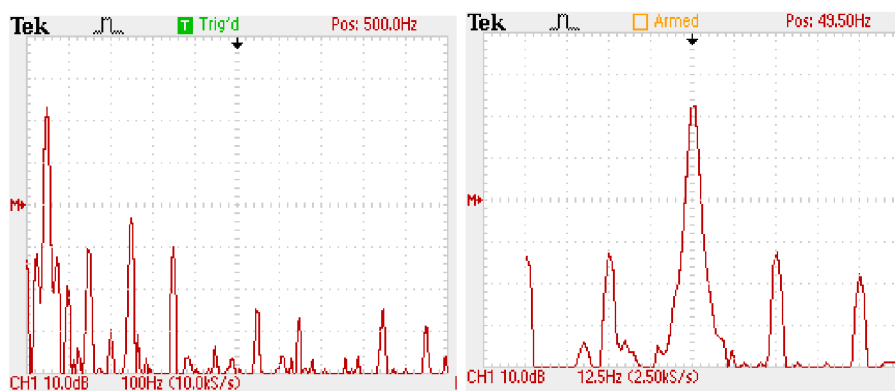 Tek T Trig'd Pos: 500.0Hz
M
CH1 10.0dB 100Hz (10.0kS/s)
Tek Armed Pos: 49.50Hz
M
CH1 10.0dB 12.5Hz (2.50kS/s)